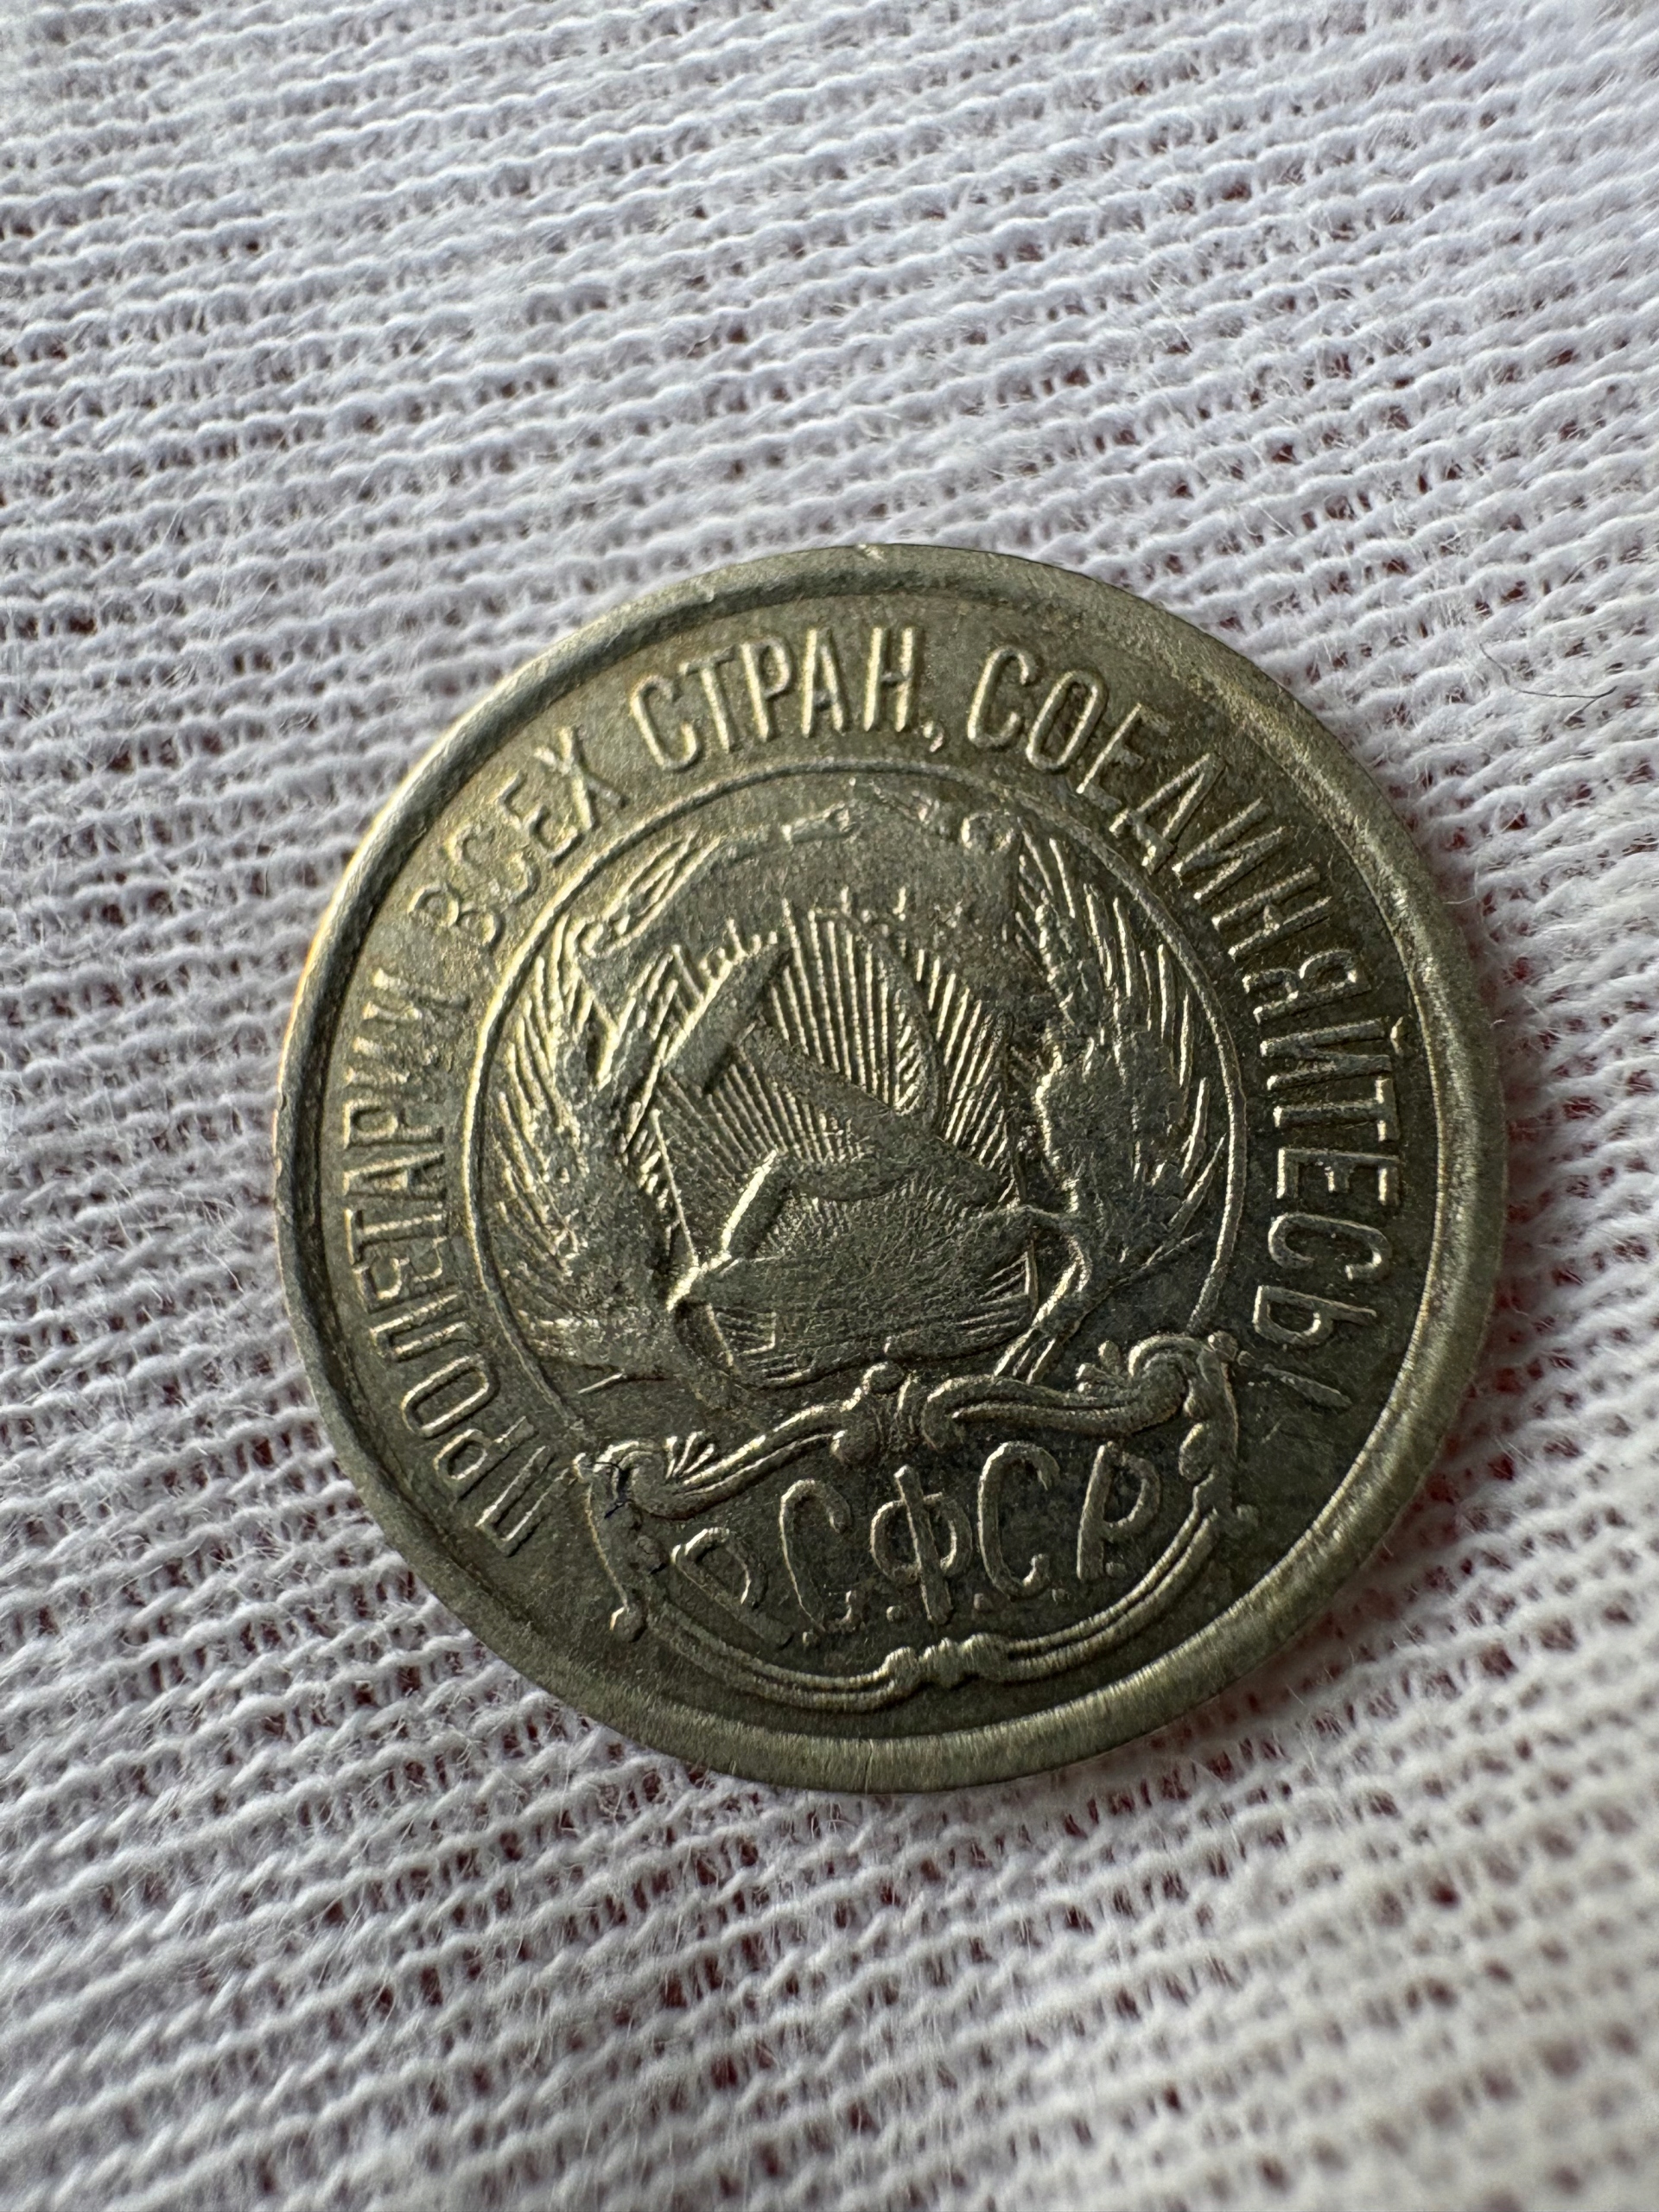 ПРОЛЕТАРИИ ВСЕХ СТРАН, СОЕДИНЯЙТЕСЬ!
Р.С.Ф.С.Р.